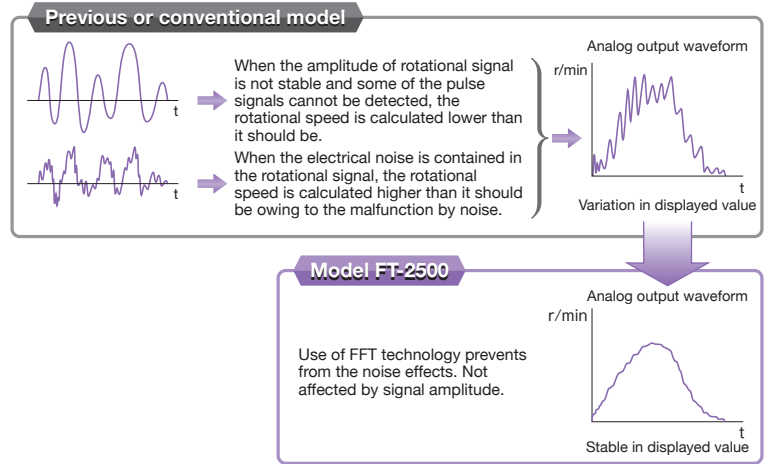 Previous or conventional model
t
When the amplitude of rotational signal
is not stable and some of the pulse
signals cannot be detected, the
rotational speed is calculated lower than
it should be.
t
When the electrical noise is contained in
the rotational signal, the rotational
speed is calculated higher than it should
be owing to the malfunction by noise.
Analog output waveform
r/min
t
Variation in displayed value
Model FT-2500
Use of FFT technology prevents
from the noise effects. Not
affected by signal amplitude.
Analog output waveform
r/min
t
Stable in displayed value